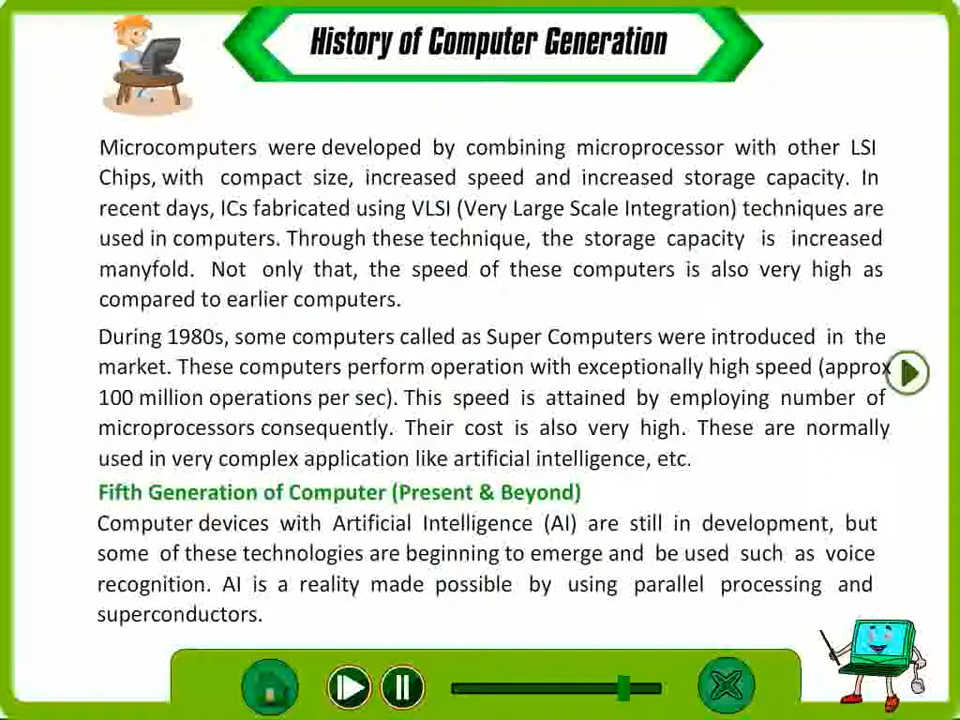 History of Computer Generation
Microcomputers were developed by combining microprocessor with other LSI
Chips, with compact size, increased speed and increased storage capacity. In
recent days, ICs fabricated using VLSI (Very Large Scale Integration) techniques are
used in computers. Through these technique, the storage capacity is increased
manyfold. Not only that, the speed of these computers is also very high as
compared to earlier computers.
During 1980s, some computers called as Super Computers were introduced in the
market. These computers perform operation with exceptionally high speed (approx
100 million operations per sec). This speed is attained by employing number of
microprocessors consequently. Their cost is also very high. These are normally
used in very complex application like artificial intelligence, etc.
Fifth Generation of Computer (Present & Beyond)
Computer devices with Artificial Intelligence (AI) are still in development, but
some of these technologies are beginning to emerge and be used such as voice
recognition. AI is a reality made possible by using parallel processing and
superconductors.